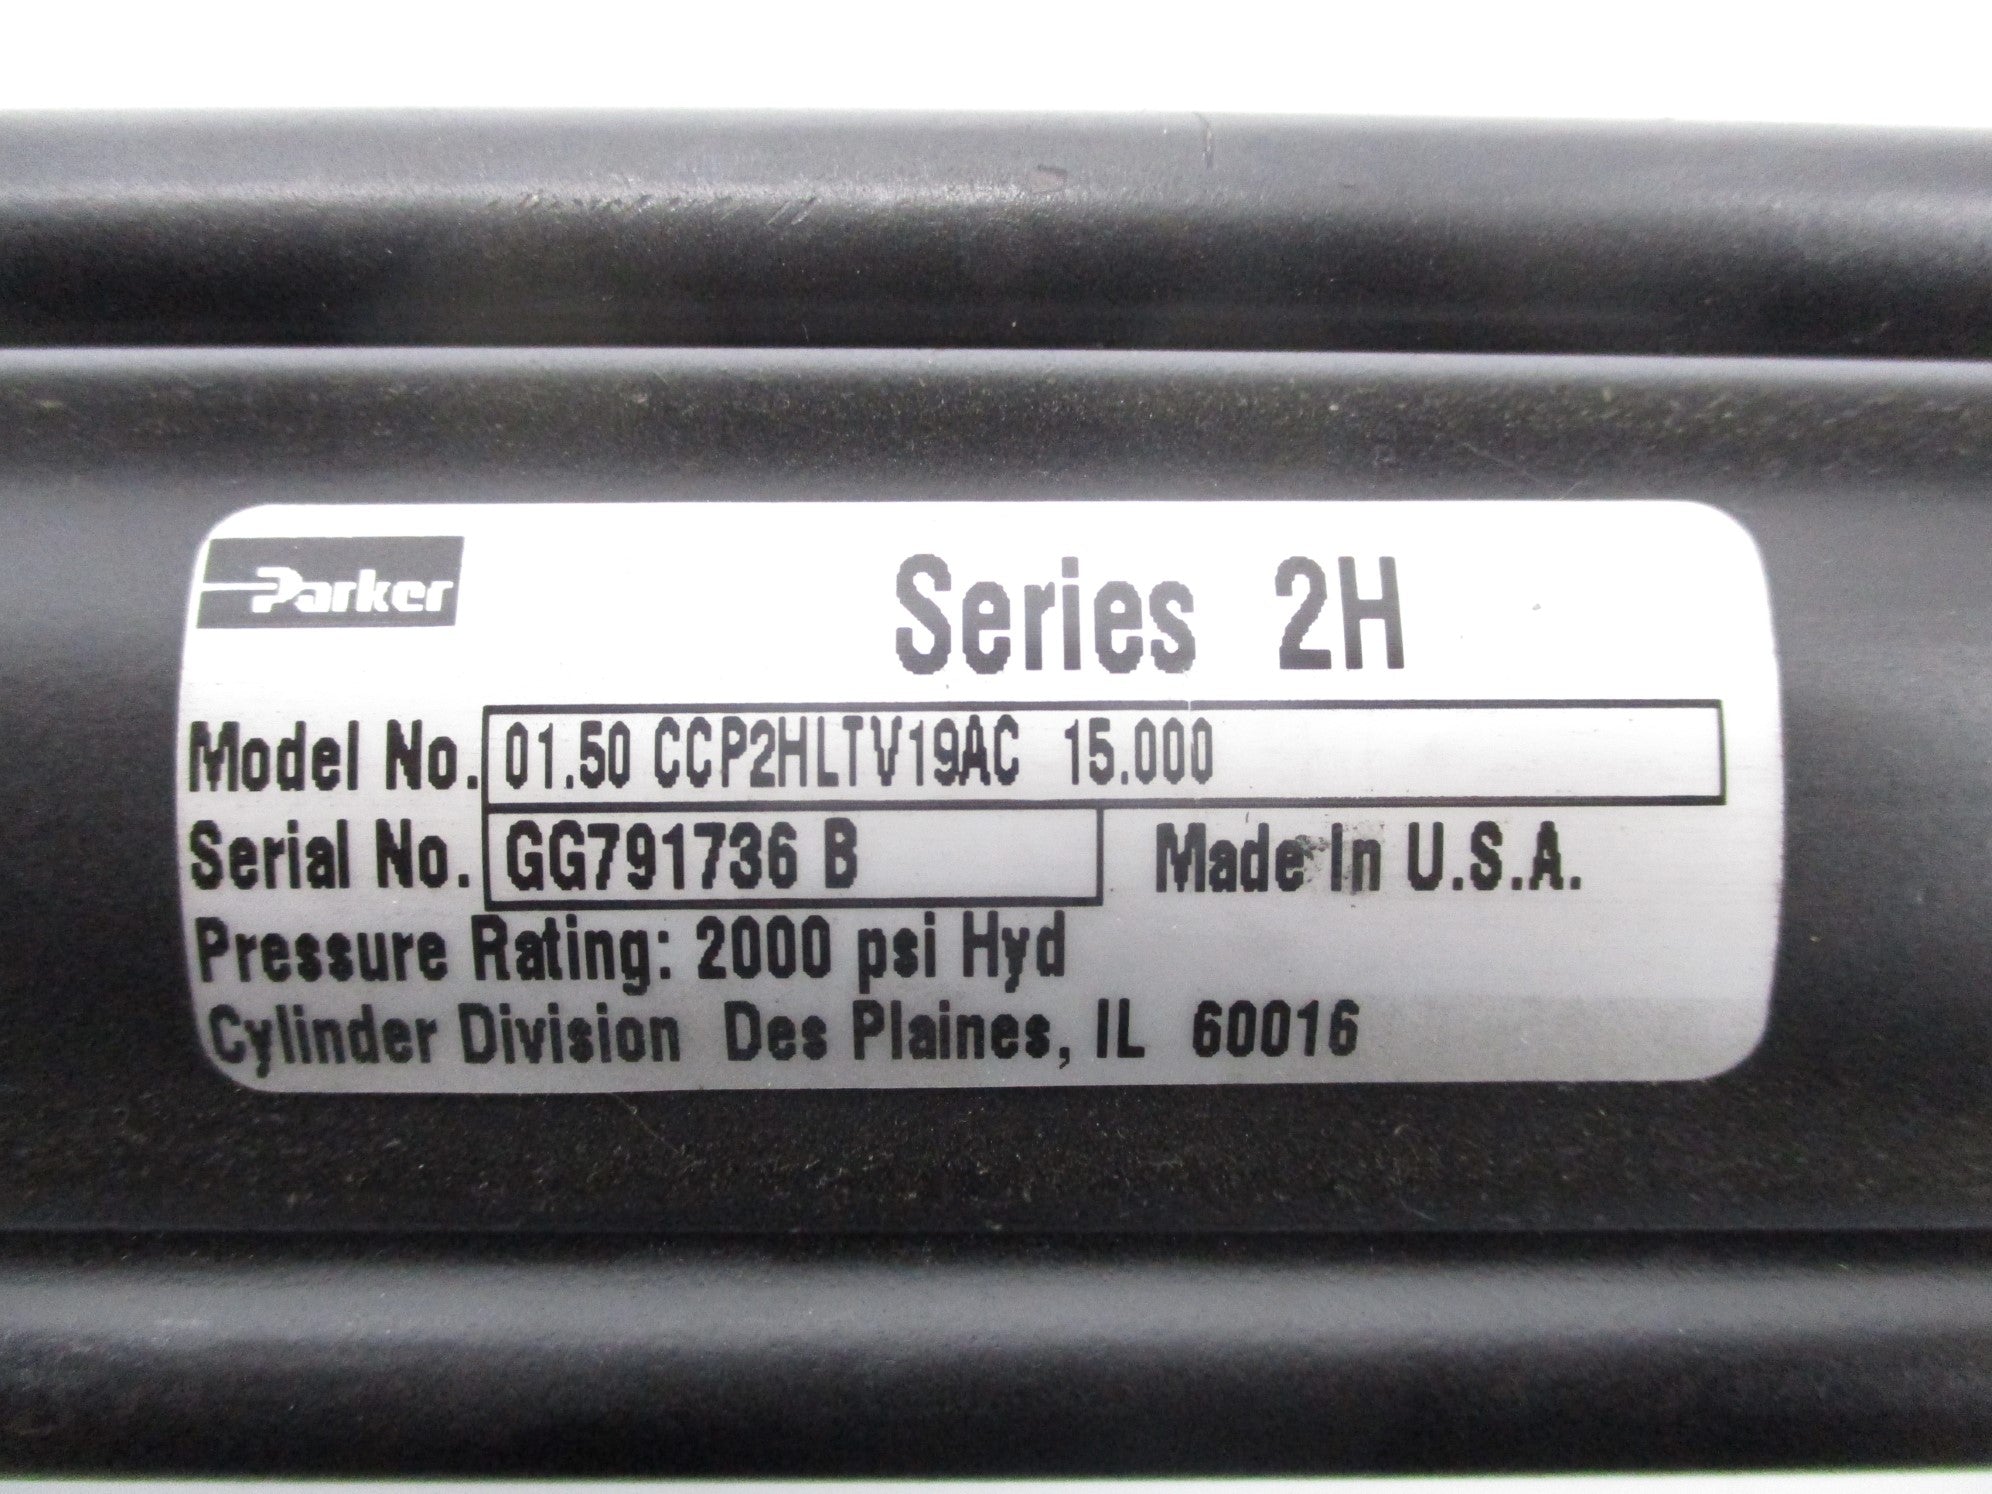 Parker
Series 2H
Model No. 01.50 CCP2HLTV19AC 15.000
Serial No. GG791736 B Made In U.S.A.
Pressure Rating: 2000 psi Hyd
Cylinder Division Des Plaines, IL 60016